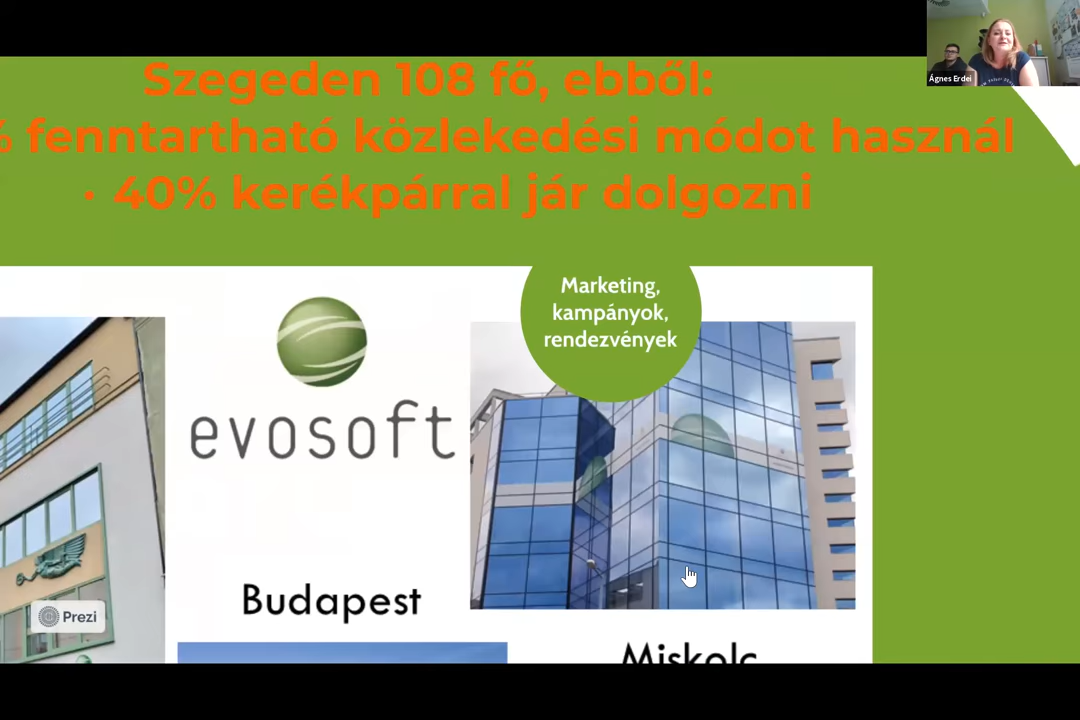 Ágnes Erdei
Szegeden 108 fő, ebből:
% fenntartható közlekedési módot használ
· 40% kerékpárral jár dolgozni
Marketing,
kampányok,
rendezvények
evosoft
Budapest
Prezi
Miskolc